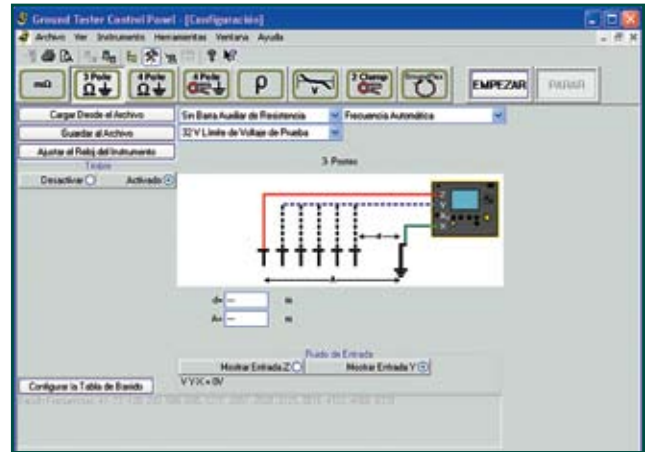 Ground Tester Control Panel - [Configuración]
Archivo Ver Instrumento Herramientas Ventana Ayuda
mΩ 3 Pole Ω 4 Pole Ω 4 Pole ρ V 2 Clamp EMPEZAR PARAR
Cargar Desde el Archivo
Sin Barra Auxiliar de Resistencia
Frecuencia Automática
Guardar al Archivo
32 V Límite de Voltaje de Prueba
Ajustar el Reloj del Instrumento
3- Postes
Timbre
Desactivar Activado
Z
Y
X
d
A
d= --- m
A= --- m
Ruido de Entrada
Mostrar Entrada Z Mostrar Entrada Y
Configurar la Tabla de Barrido
V Y X = 0V